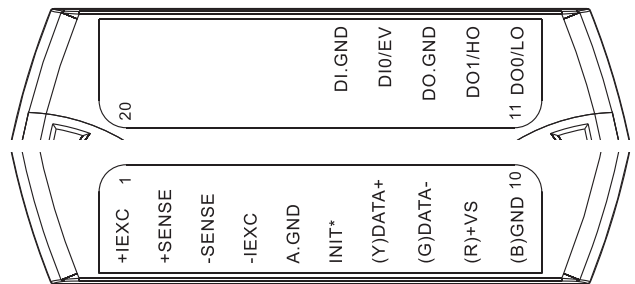 20
DI.GND
DI0/EV
DO.GND
DO1/HO
11 DO0/LO
+IEXC 1
+SENSE
-SENSE
-IEXC
A.GND
INIT*
(Y)DATA+
(G)DATA-
(R)+VS
(B)GND 10